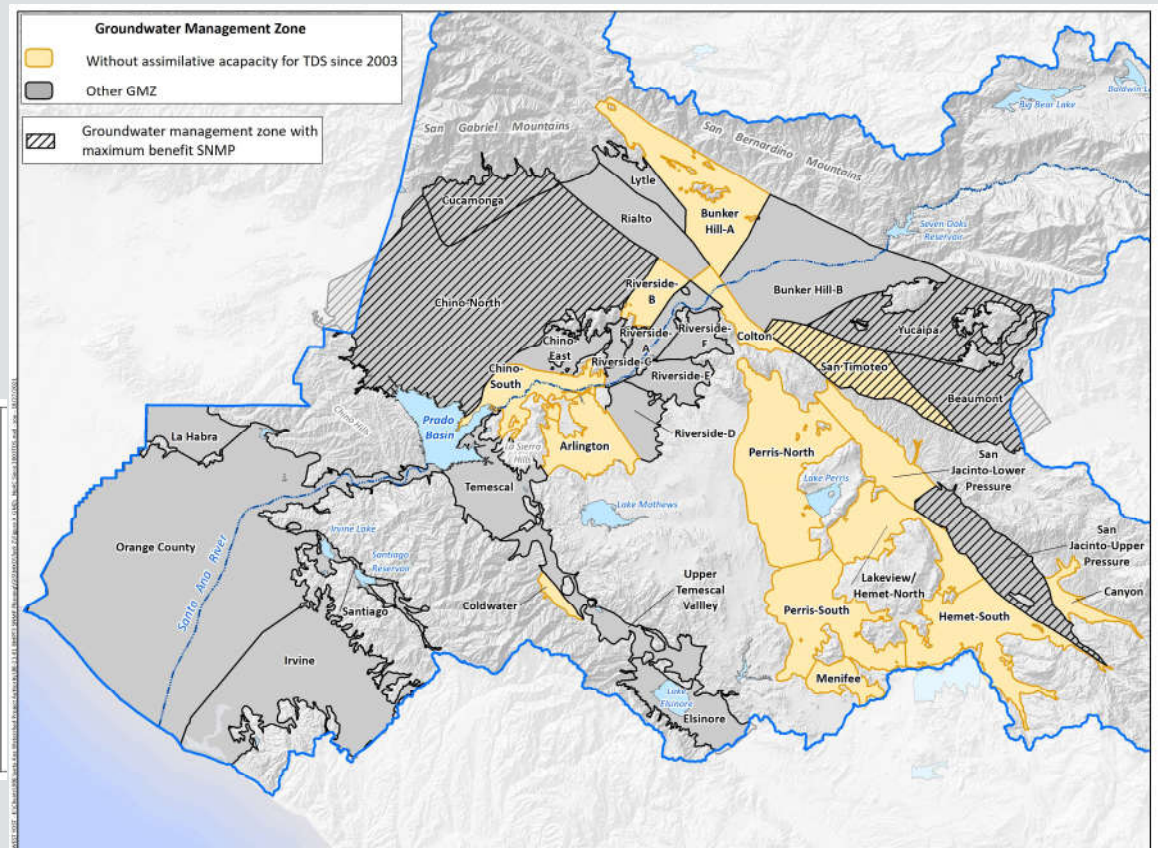 Groundwater Management Zone
Without assimilative acapacity for TDS since 2003
Other GMZ
Groundwater management zone with
maximum benefit SNMP
San Gabriel Mountains
San Bernardino Mountains
Big Bear Lake
Baldwin L
Seven Oaks
Reservoir
Lytle
Cucamonga
Rialto
Bunker
Hill-A
Bunker Hill-B
Chino-North
Riverside-
B
Yucaipa
Chino-
East
Riverside-
A
Riverside-
F
Colton
Riverside-C
Chino-
South
Riverside-E
San Timoteo
Beaumont
Chino Hills
Prado
Basin
La Sierra
Hills
Arlington
Riverside-D
La Habra
Perris-North
San
Jacinto-Lower
Pressure
Temescal
Lake Perris
Lake Mathews
Orange County
Santa Ana River
Irvine Lake
Santiago
Reservoir
Santiago
San
Jacinto-Upper
Pressure
Upper
Temescal
Vallley
Lakeview/
Hemet-North
Canyon
Coldwater
Perris-South
Hemet-South
Irvine
Menifee
Lake
Elsinore
Elsinore